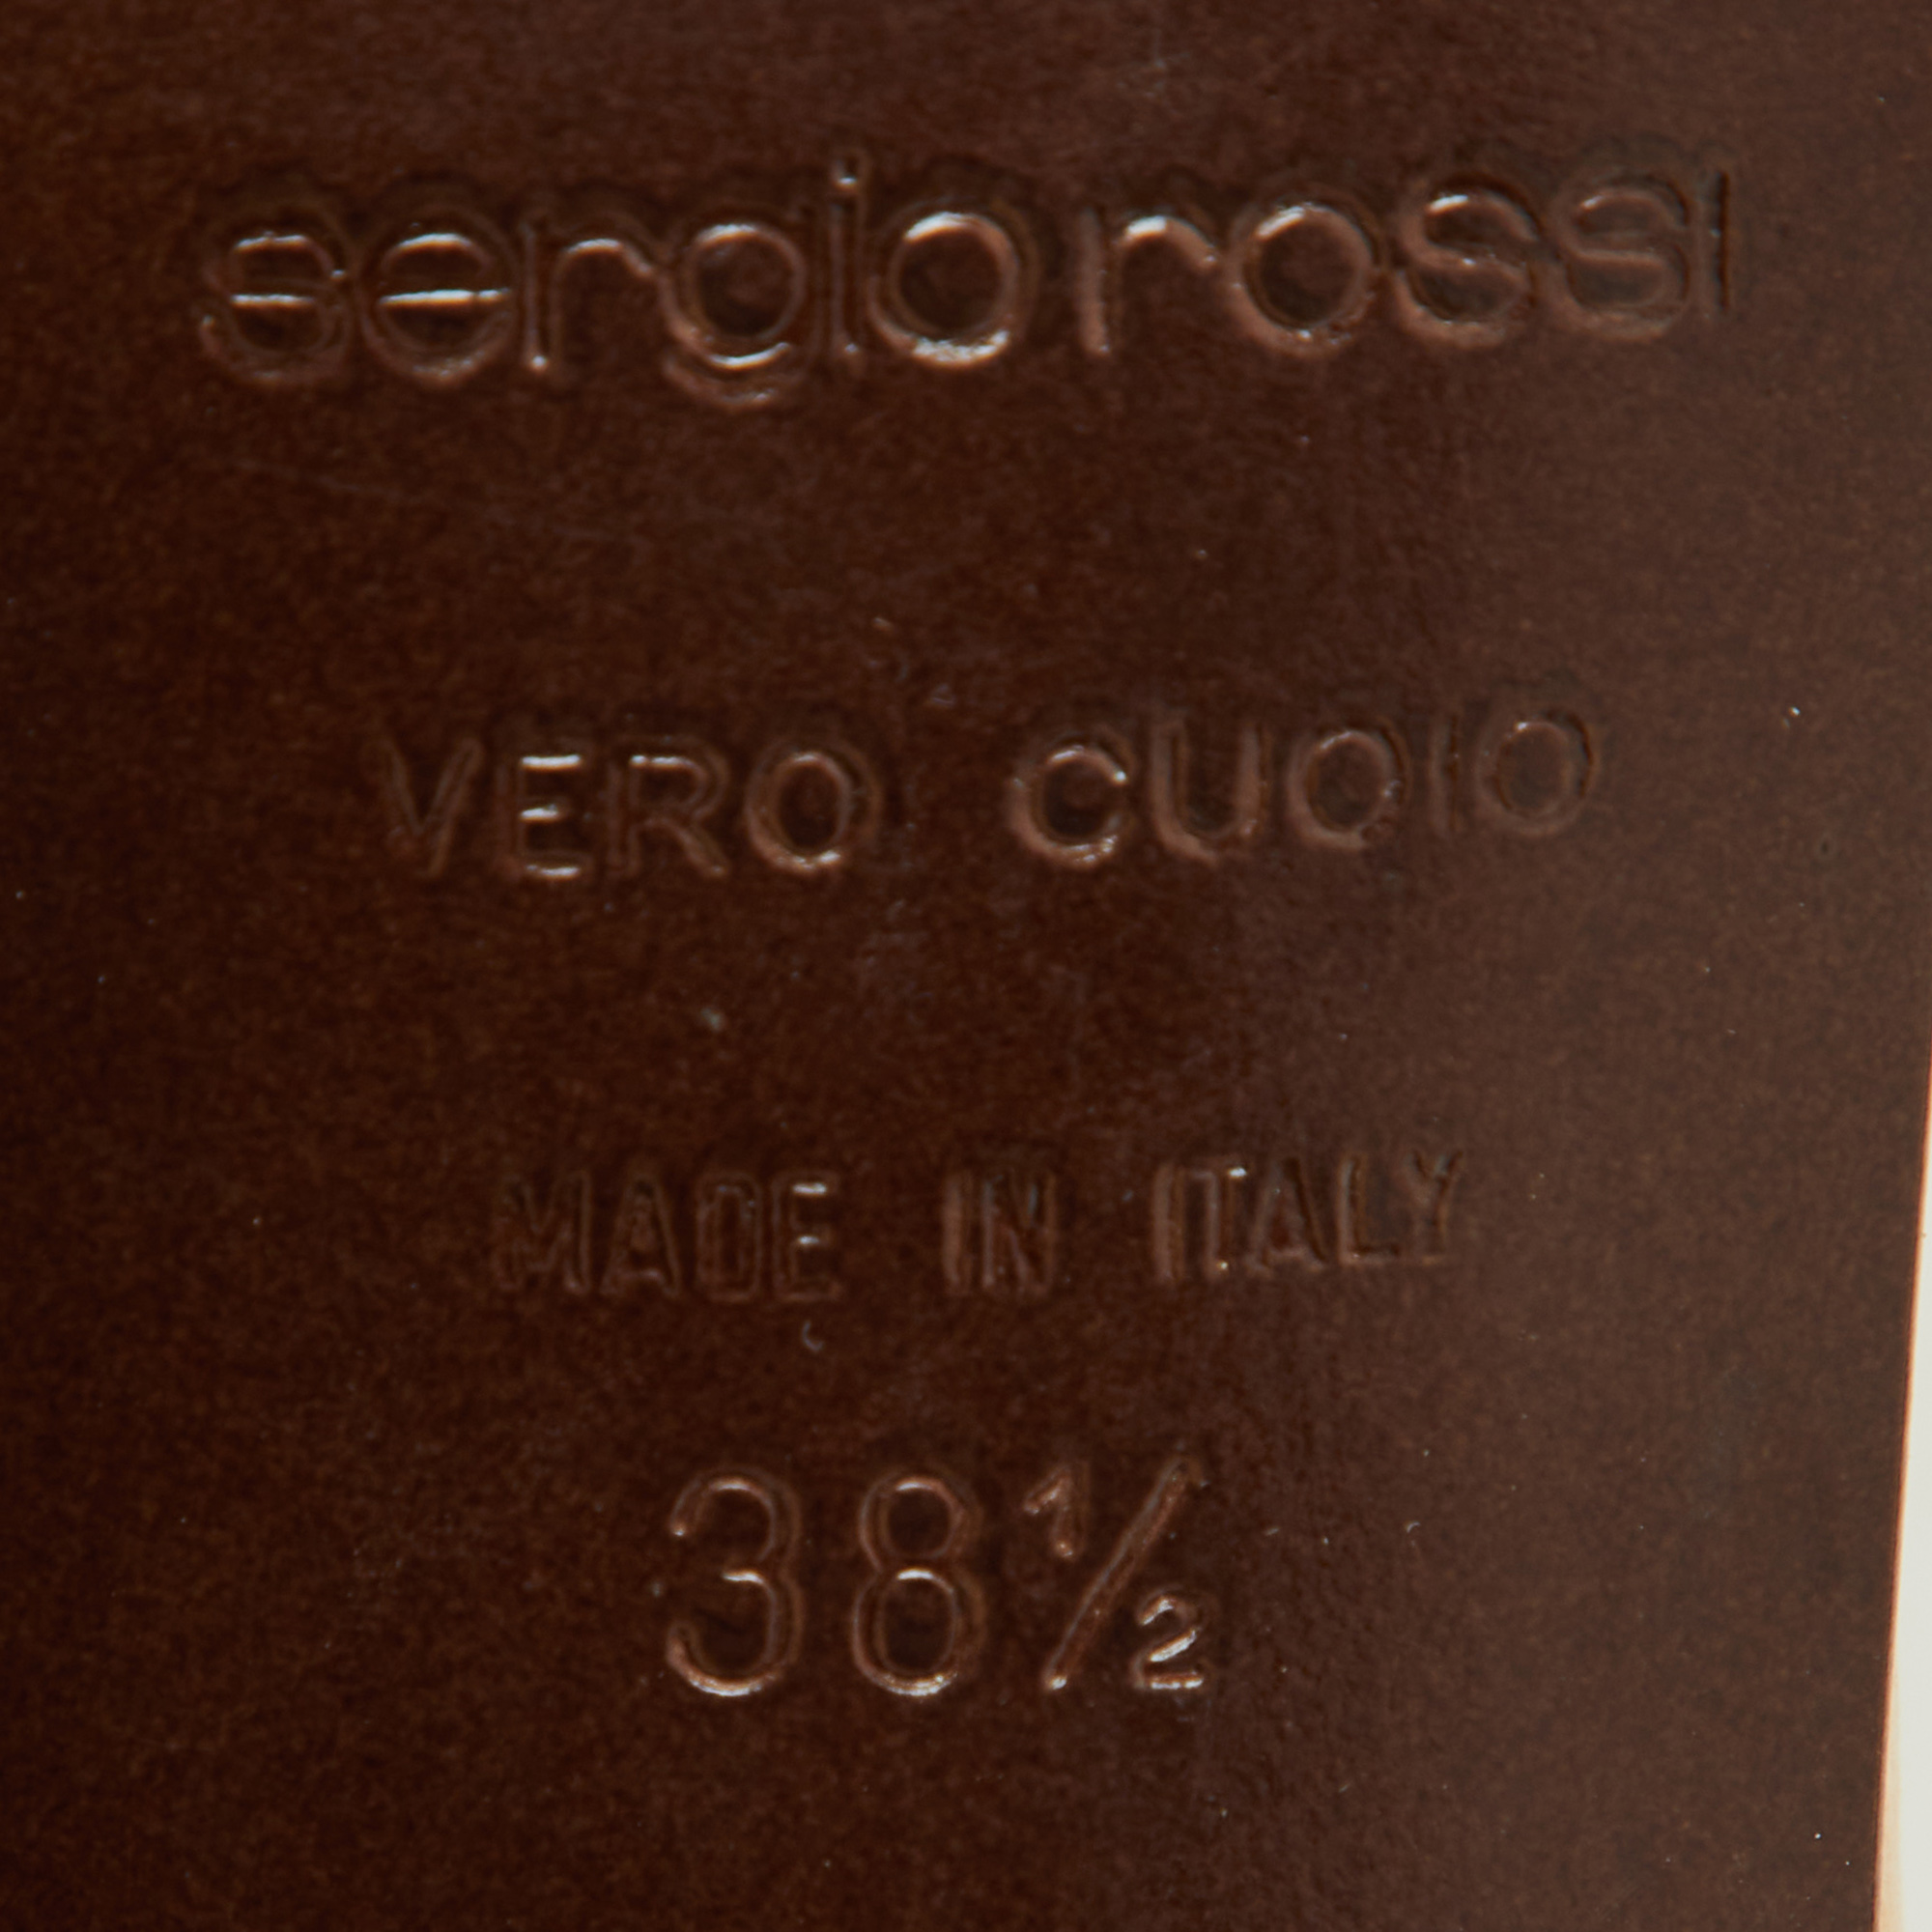 sergio rossi
VERO CUOIO
MADE IN ITALY
38½